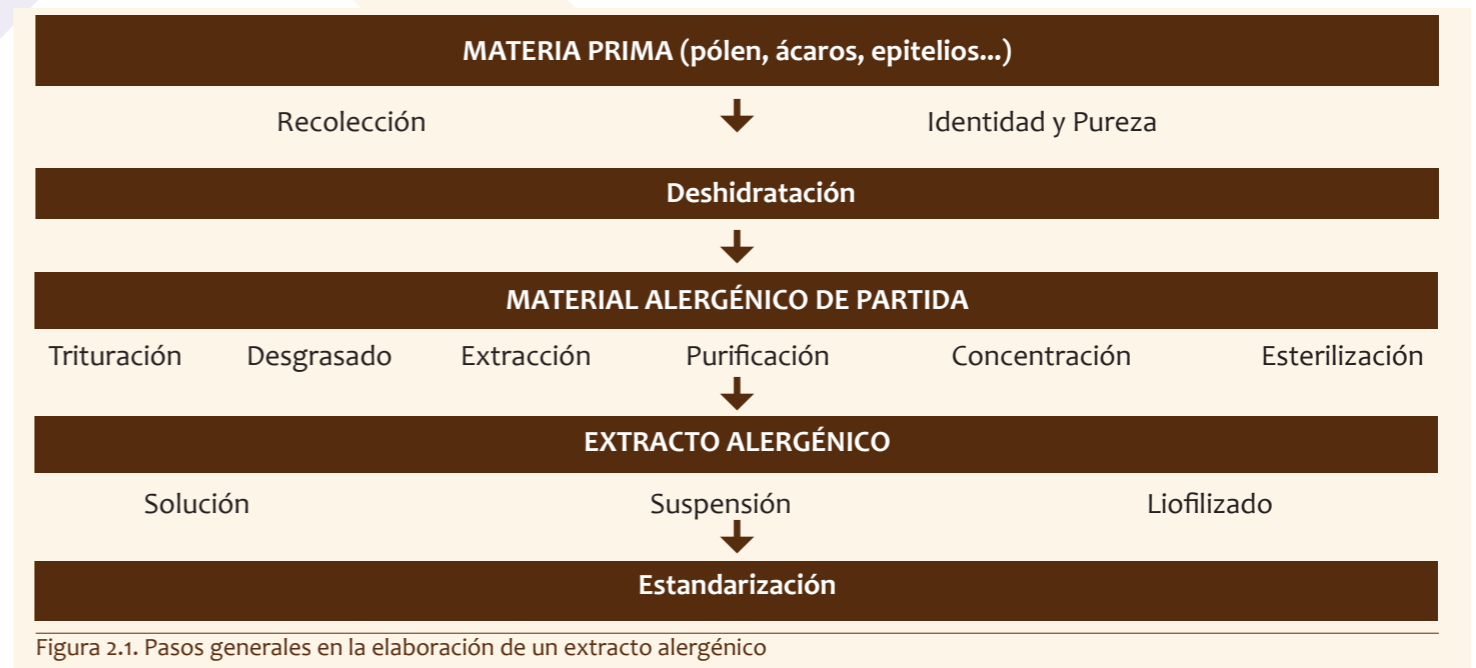 MATERIA PRIMA (pólen, ácaros, epitelios...)
Recolección Identidad y Pureza
Deshidratación
MATERIAL ALERGÉNICO DE PARTIDA
Trituración Desgrasado Extracción Purificación Concentración Esterilización
EXTRACTO ALERGÉNICO
Solución Suspensión Liofilizado
Estandarización
Figura 2.1. Pasos generales en la elaboración de un extracto alergénico